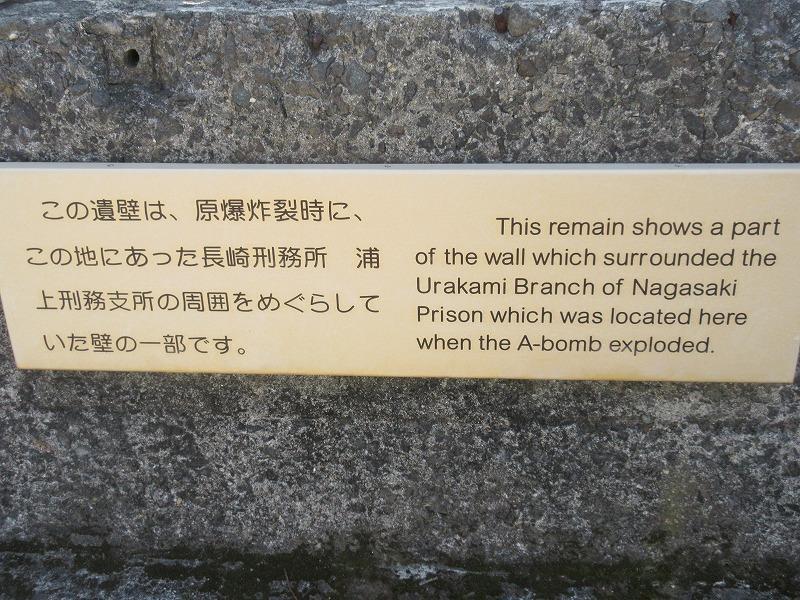 この遺壁は、原爆炸裂時に、
この地にあった長崎刑務所　浦
上刑務支所の周囲をめぐらして
いた壁の一部です。
This remain shows a part
of the wall which surrounded the
Urakami Branch of Nagasaki
Prison which was located here
when the A-bomb exploded.